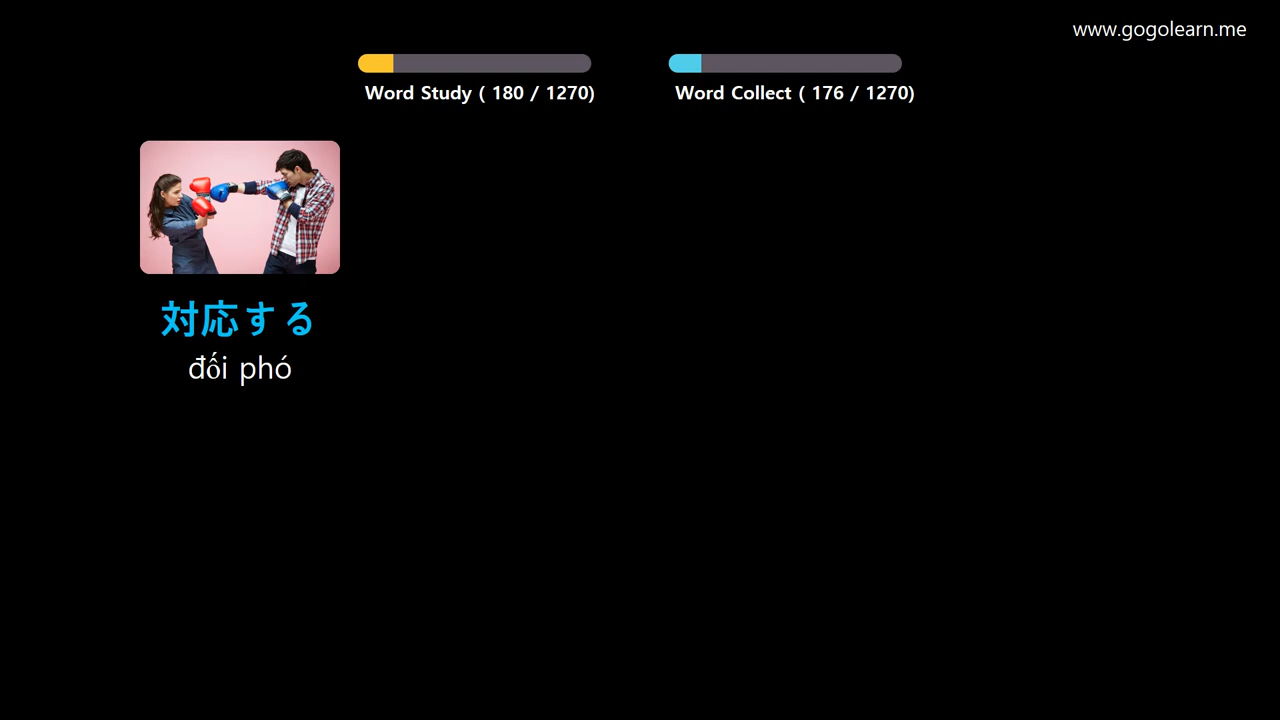 www.gogolearn.me
Word Study ( 180 / 1270)
Word Collect ( 176 / 1270)
対応する
đối phó